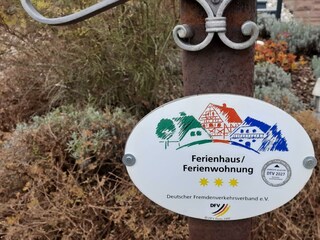 Ferienhaus/
Ferienwohnung
Deutscher Fremdenverkehrsverband e.V.
DFV